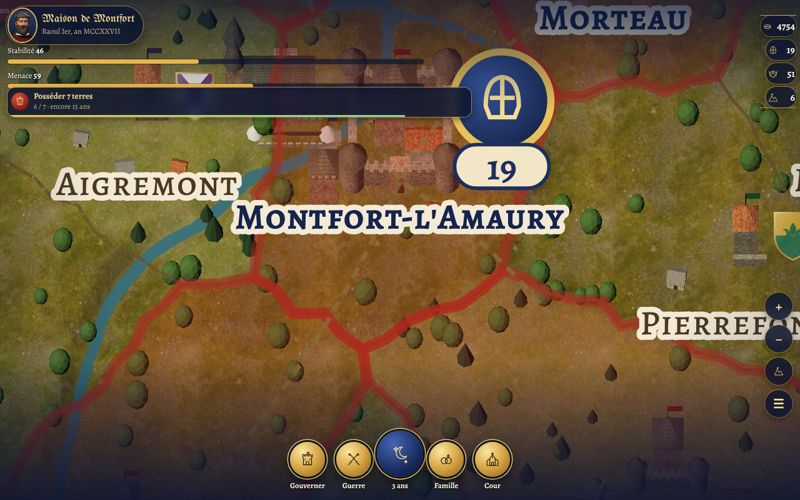 Maison de Montfort
Raoul Ier, an MCCXXVII
Stabilité 46
Menace 59
Posséder 7 terres
6 / 7 · encore 15 ans
MORTEAU
4754
19
51
6
19
AIGREMONT
MONTFORT-L'AMAURY
PIERREFON
+
−
Gouverner
Guerre
3 ans
Famille
Cour